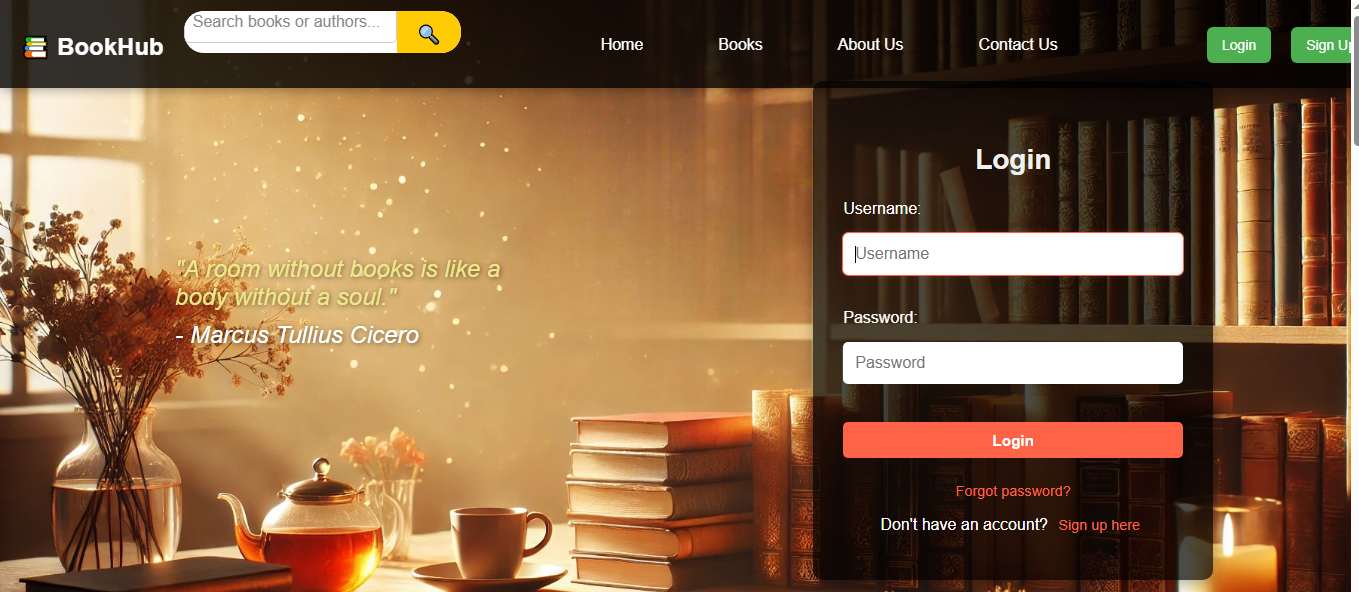 Search books or authors...
BookHub
Home
Books
About Us
Contact Us
Login
Sign Up
Login
Username:
Username
"A room without books is like a
body without a soul."
- Marcus Tullius Cicero
Password:
Password
Login
Forgot password?
Don't have an account? Sign up here